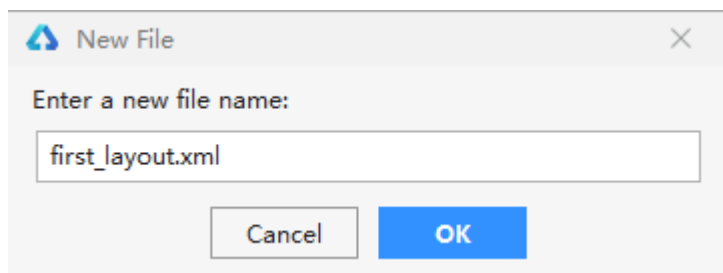 New File
Enter a new file name:
first_layout.xml
Cancel OK